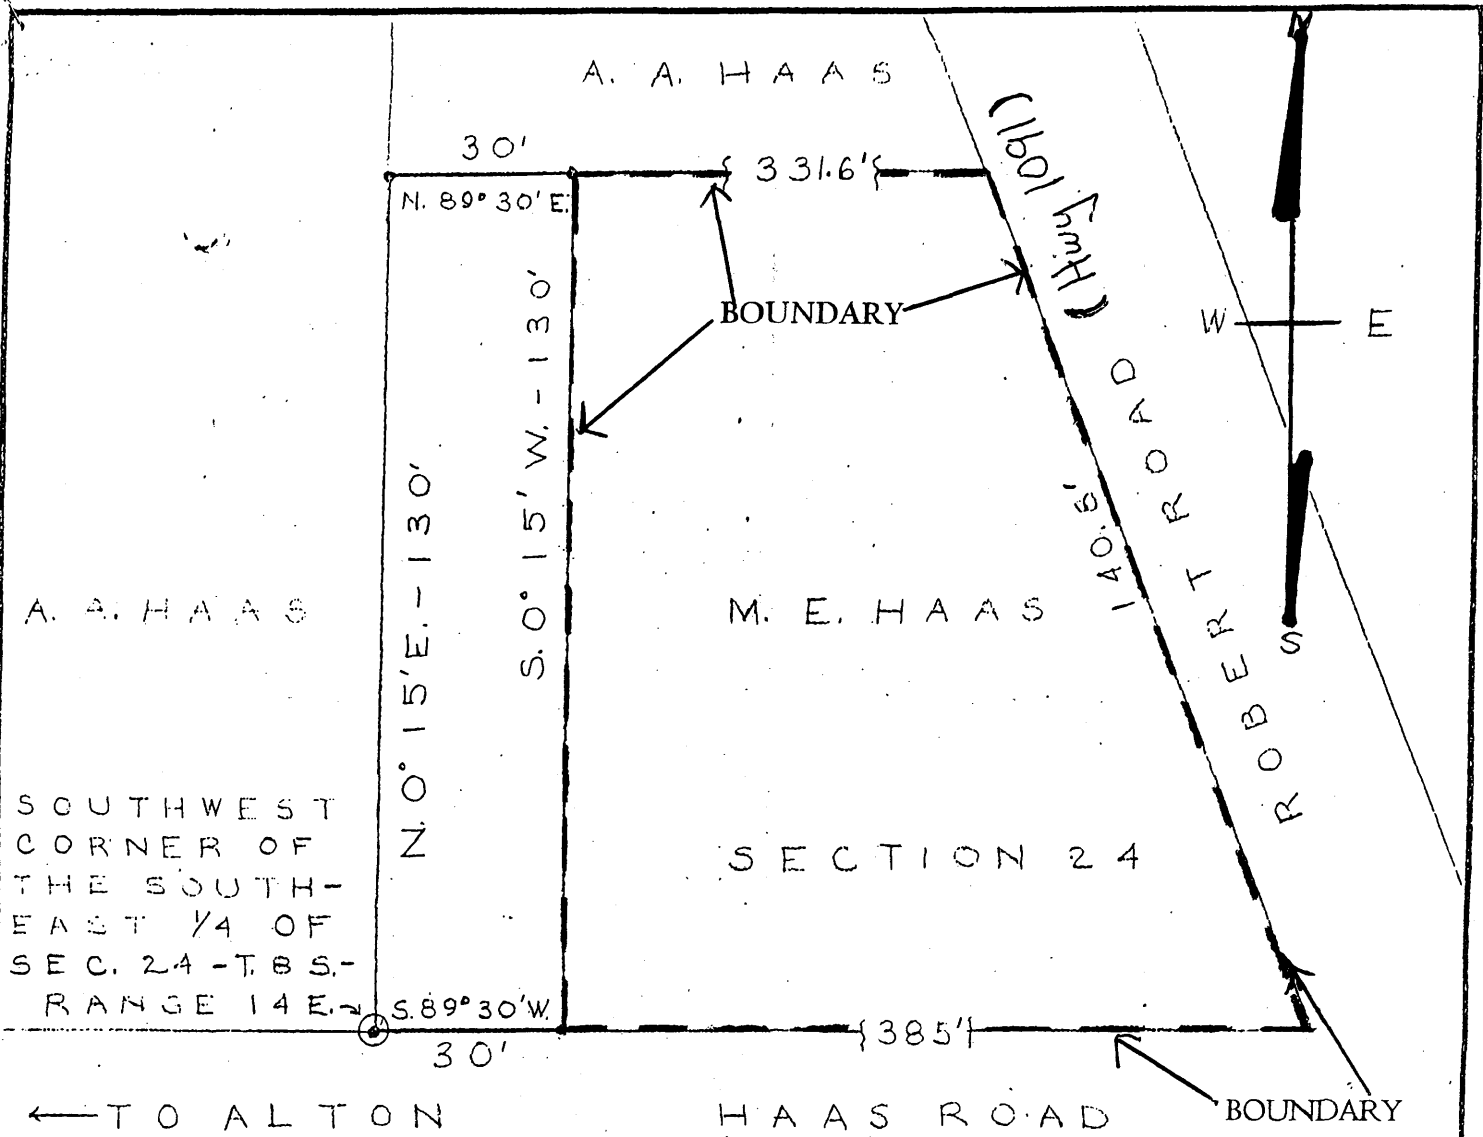 N
A. A. HAAS
30'
331.6'
N. 89° 30' E.
(Hwy 1091)
BOUNDARY
W E
S. 0° 15' W. - 130'
N. 0° 15' E. - 130'
140.5'
ROBERT ROAD
A. A. HAAS
M. E. HAAS
S
SECTION 24
SOUTHWEST
CORNER OF
THE SOUTH-
EAST 1/4 OF
SEC. 24 - T. 8 S. -
RANGE 14 E.
S. 89° 30' W.
30'
385'
BOUNDARY
TO ALTON
HAAS ROAD